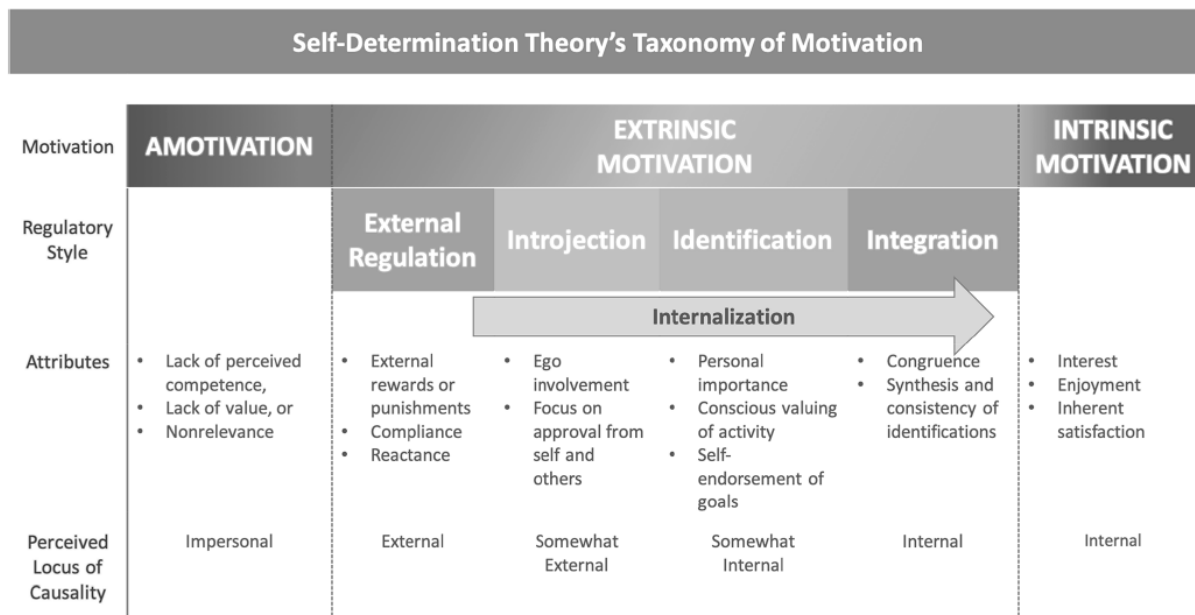 Self-Determination Theory's Taxonomy of Motivation
Motivation
AMOTIVATION
EXTRINSIC
MOTIVATION
INTRINSIC
MOTIVATION
Regulatory
Style
External
Regulation
Introjection
Identification
Integration
Internalization
Attributes
• Lack of perceived
competence,
• Lack of value, or
• Nonrelevance
• External
rewards or
punishments
• Compliance
• Reactance
• Ego
involvement
• Focus on
approval from
self and
others
• Personal
importance
• Conscious valuing
of activity
• Self-
endorsement of
goals
• Congruence
• Synthesis and
consistency of
identifications
• Interest
• Enjoyment
• Inherent
satisfaction
Perceived
Locus of
Causality
Impersonal
External
Somewhat
External
Somewhat
Internal
Internal
Internal